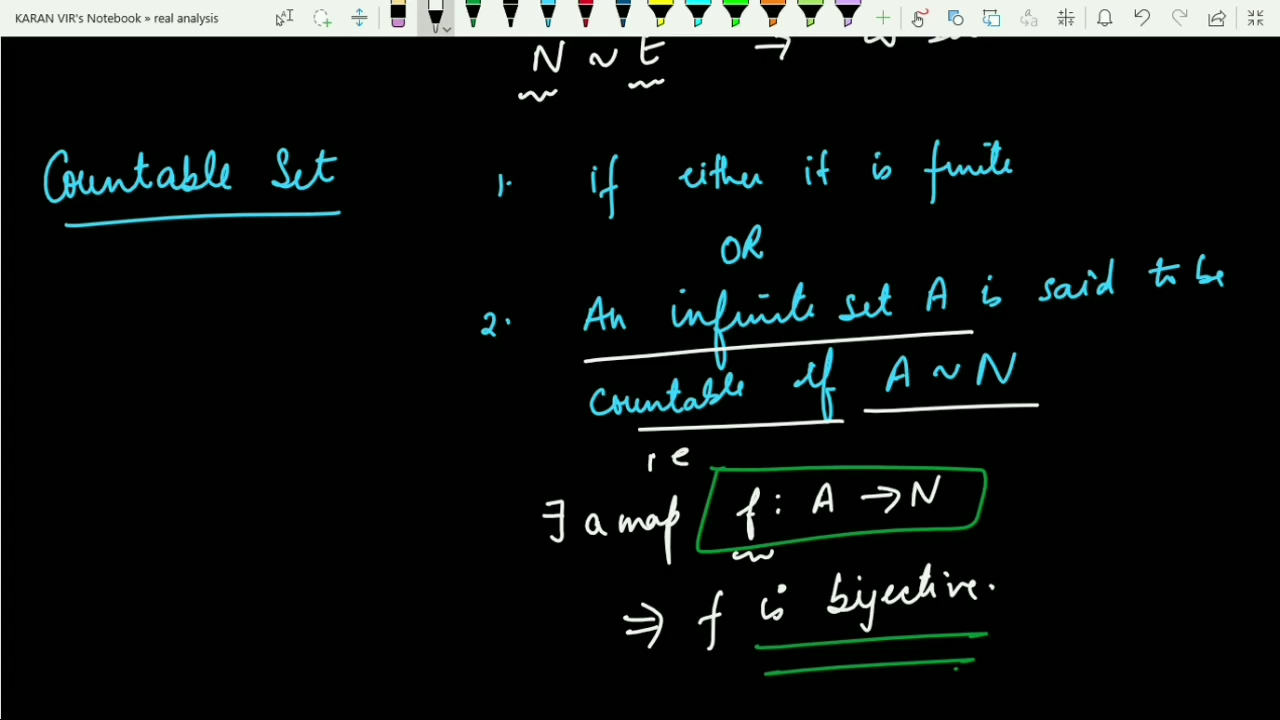 KARAN VIR's Notebook » real analysis
N ~ E →
Countable Set
1. if either it is finite
OR
2. An infinite set A is said to be
Countable if A ~ N
i e
∃ a map f : A → N
⇒ f is bijective.